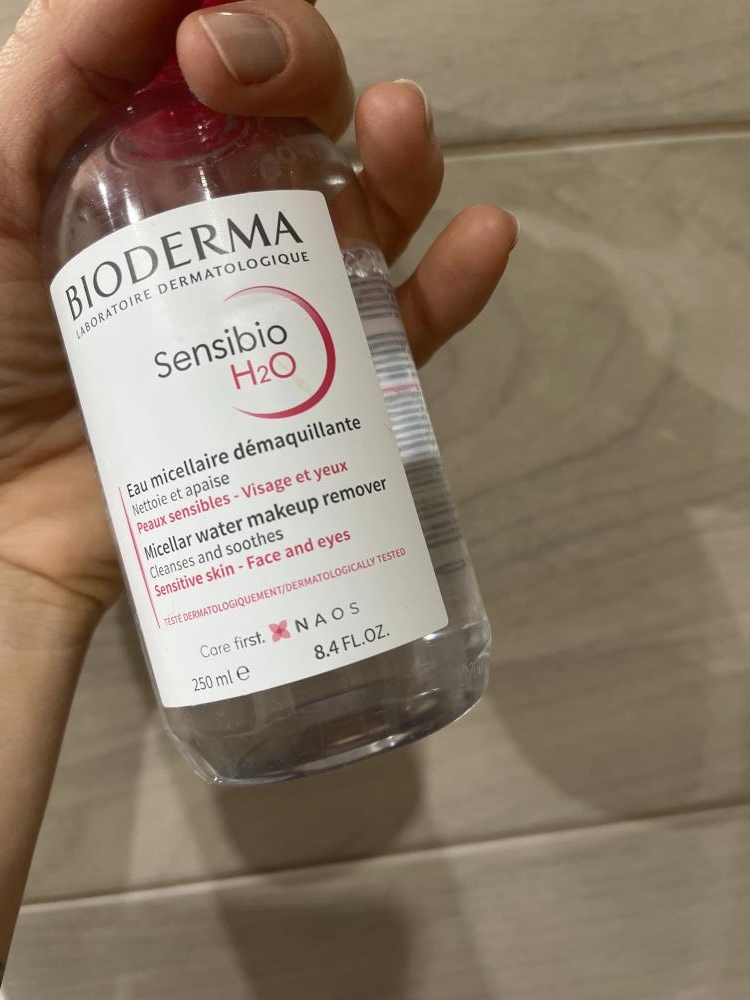 BIODERMA
LABORATOIRE DERMATOLOGIQUE
Sensibio
H2O
Eau micellaire démaquillante
Nettoie et apaise
Peaux sensibles - Visage et yeux
Micellar water makeup remover
Cleanses and soothes
Sensitive skin - Face and eyes
TESTÉ DERMATOLOGIQUEMENT/DERMATOLOGICALLY TESTED
Care first. NAOS
250 ml ℮ 8.4 FL.OZ.